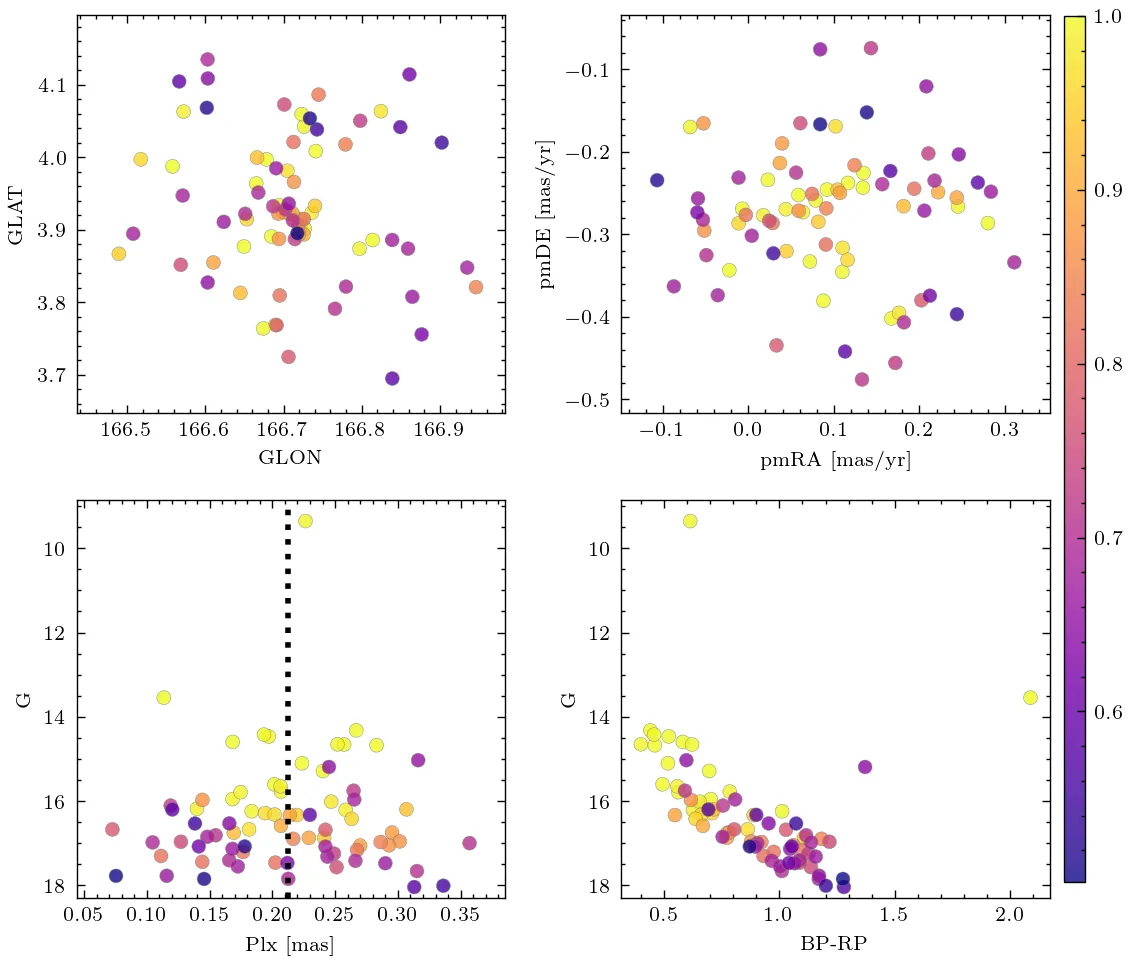 4.1
4.0
3.9
3.8
3.7
GLAT
166.5 166.6 166.7 166.8 166.9
GLON
−0.1
−0.2
−0.3
−0.4
−0.5
pmDE [mas/yr]
−0.1 0.0 0.1 0.2 0.3
pmRA [mas/yr]
1.0
0.9
0.8
0.7
0.6
10
12
14
16
18
G
0.05 0.10 0.15 0.20 0.25 0.30 0.35
Plx [mas]
10
12
14
16
18
G
0.5 1.0 1.5 2.0
BP-RP